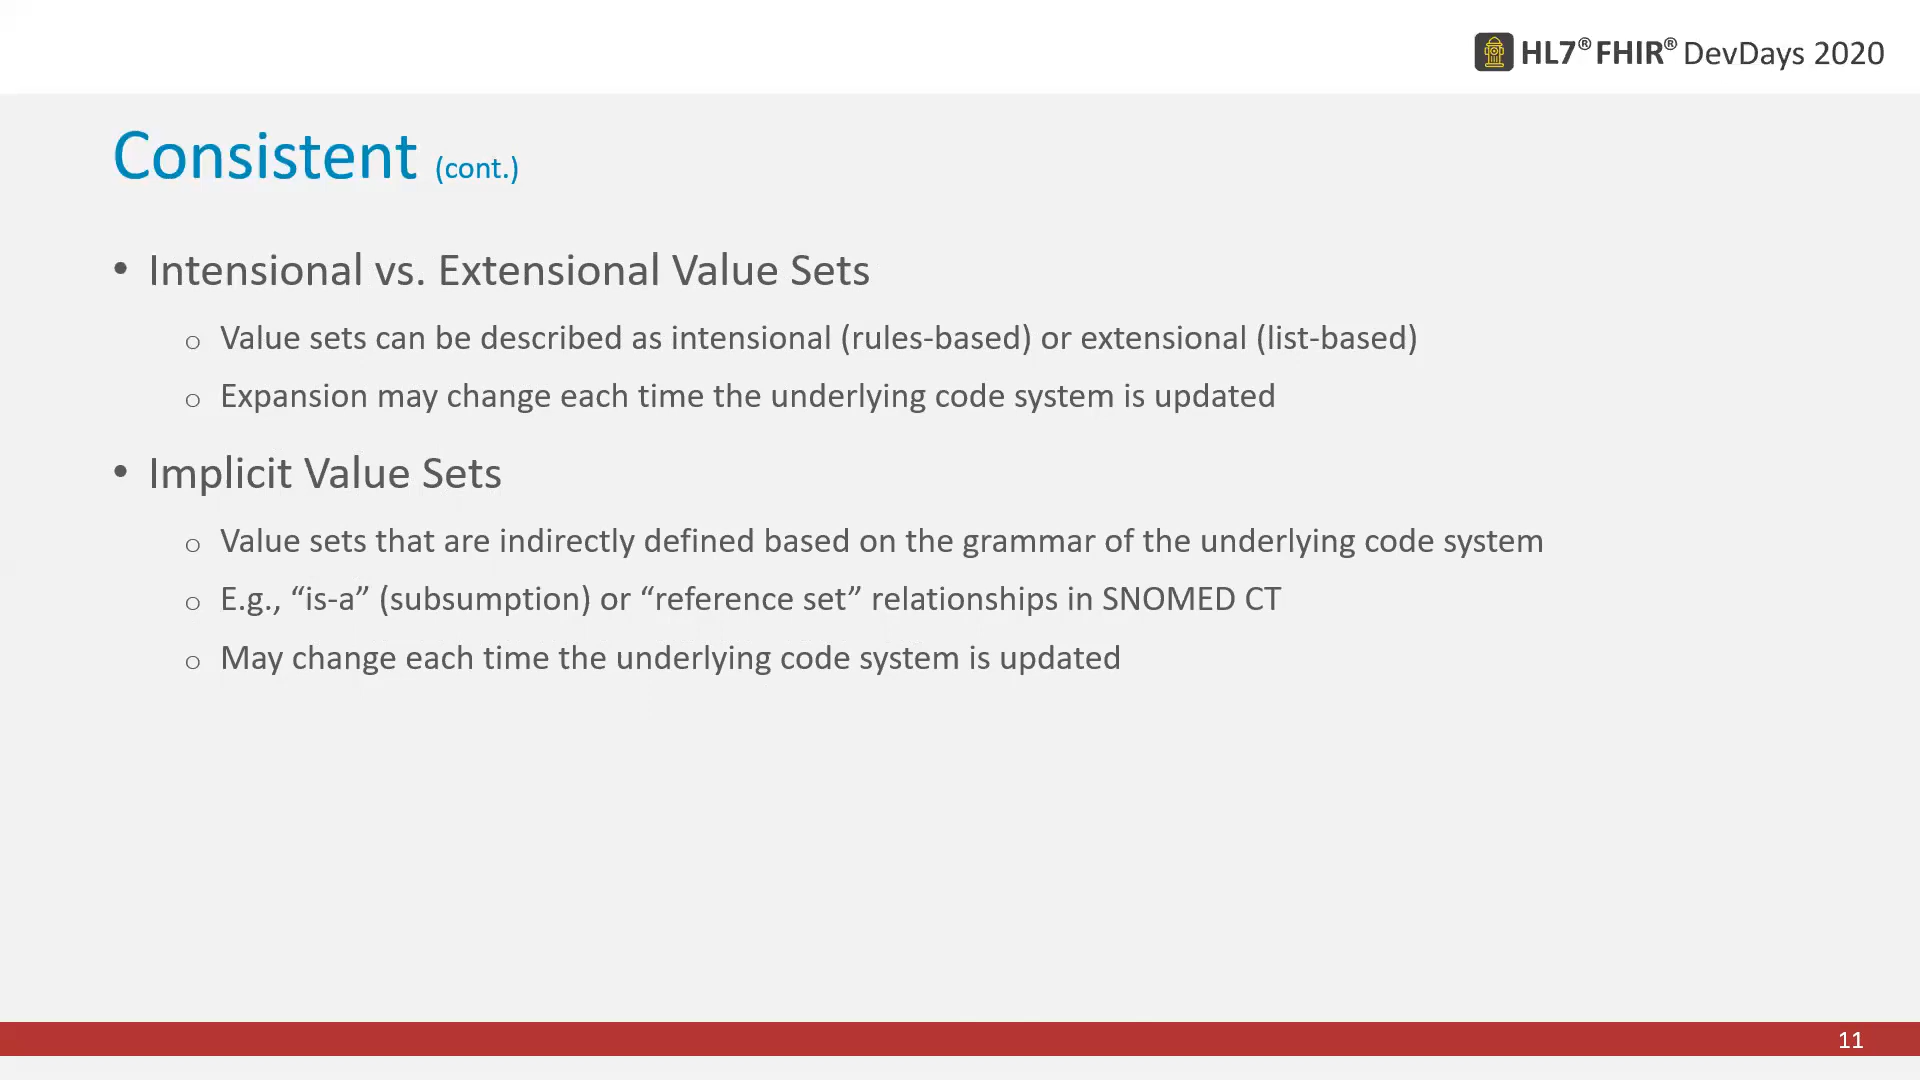 HL7® FHIR® DevDays 2020
Consistent (cont.)
• Intensional vs. Extensional Value Sets
o Value sets can be described as intensional (rules-based) or extensional (list-based)
o Expansion may change each time the underlying code system is updated
• Implicit Value Sets
o Value sets that are indirectly defined based on the grammar of the underlying code system
o E.g., “is-a” (subsumption) or “reference set” relationships in SNOMED CT
o May change each time the underlying code system is updated
11